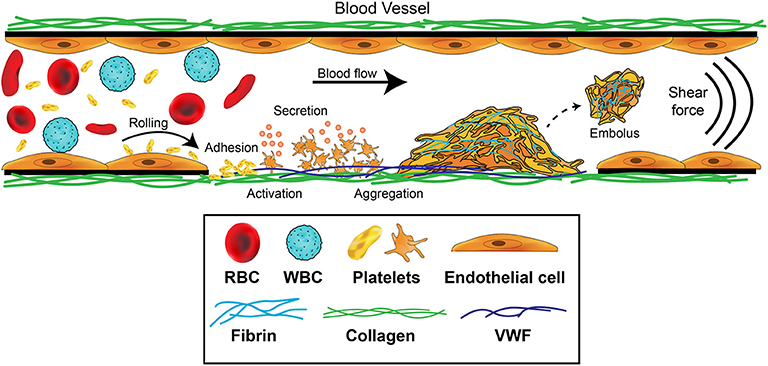 Blood Vessel
Blood flow
Shear
force
Secretion
Rolling
Adhesion
Embolus
Activation
Aggregation
RBC
WBC
Platelets
Endothelial cell
Fibrin
Collagen
VWF